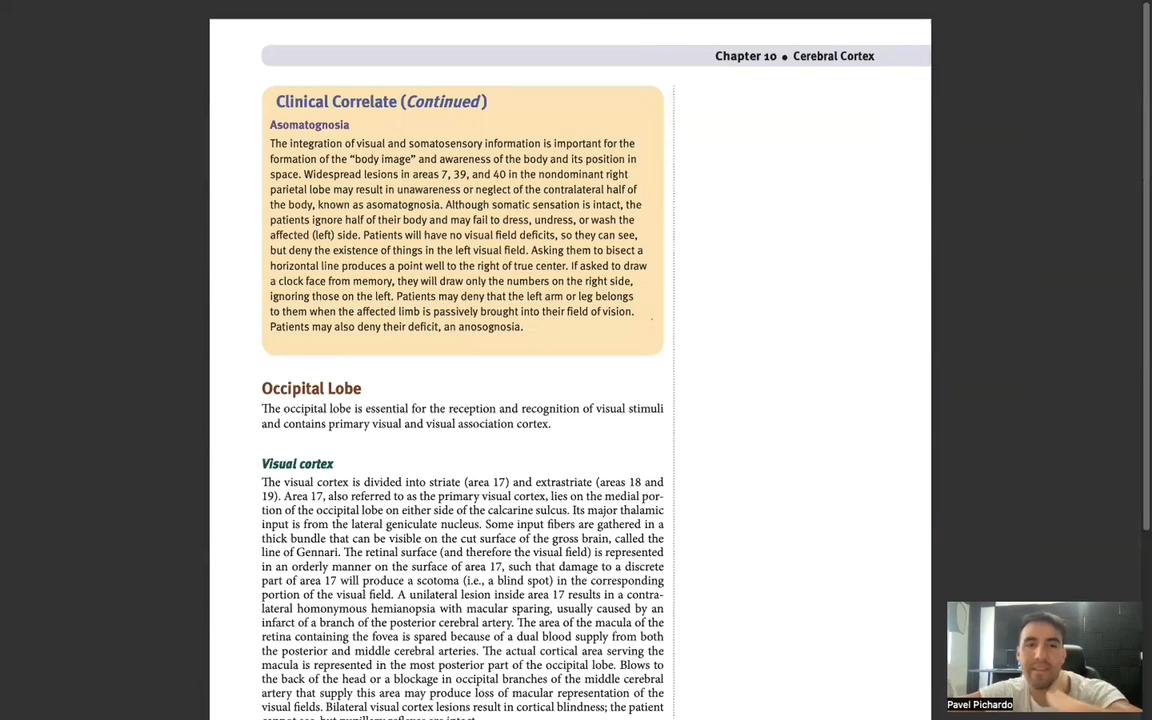 Chapter 10 • Cerebral Cortex
Clinical Correlate (Continued)
Asomatognosia
The integration of visual and somatosensory information is important for the
formation of the “body image” and awareness of the body and its position in
space. Widespread lesions in areas 7, 39, and 40 in the nondominant right
parietal lobe may result in unawareness or neglect of the contralateral half of
the body, known as asomatognosia. Although somatic sensation is intact, the
patients ignore half of their body and may fail to dress, undress, or wash the
affected (left) side. Patients will have no visual field deficits, so they can see,
but deny the existence of things in the left visual field. Asking them to bisect a
horizontal line produces a point well to the right of true center. If asked to draw
a clock face from memory, they will draw only the numbers on the right side,
ignoring those on the left. Patients may deny that the left arm or leg belongs
to them when the affected limb is passively brought into their field of vision.
Patients may also deny their deficit, an anosognosia.
Occipital Lobe
The occipital lobe is essential for the reception and recognition of visual stimuli
and contains primary visual and visual association cortex.
Visual cortex
The visual cortex is divided into striate (area 17) and extrastriate (areas 18 and
19). Area 17, also referred to as the primary visual cortex, lies on the medial por-
tion of the occipital lobe on either side of the calcarine sulcus. Its major thalamic
input is from the lateral geniculate nucleus. Some input fibers are gathered in a
thick bundle that can be visible on the cut surface of the gross brain, called the
line of Gennari. The retinal surface (and therefore the visual field) is represented
in an orderly manner on the surface of area 17, such that damage to a discrete
part of area 17 will produce a scotoma (i.e., a blind spot) in the corresponding
portion of the visual field. A unilateral lesion inside area 17 results in a contra-
lateral homonymous hemianopsia with macular sparing, usually caused by an
infarct of a branch of the posterior cerebral artery. The area of the macula of the
retina containing the fovea is spared because of a dual blood supply from both
the posterior and middle cerebral arteries. The actual cortical area serving the
macula is represented in the most posterior part of the occipital lobe. Blows to
the back of the head or a blockage in occipital branches of the middle cerebral
artery that supply this area may produce loss of macular representation of the
visual fields. Bilateral visual cortex lesions result in cortical blindness; the patient
cannot see, but pupillary reflexes are intact.
Pavel Pichardo